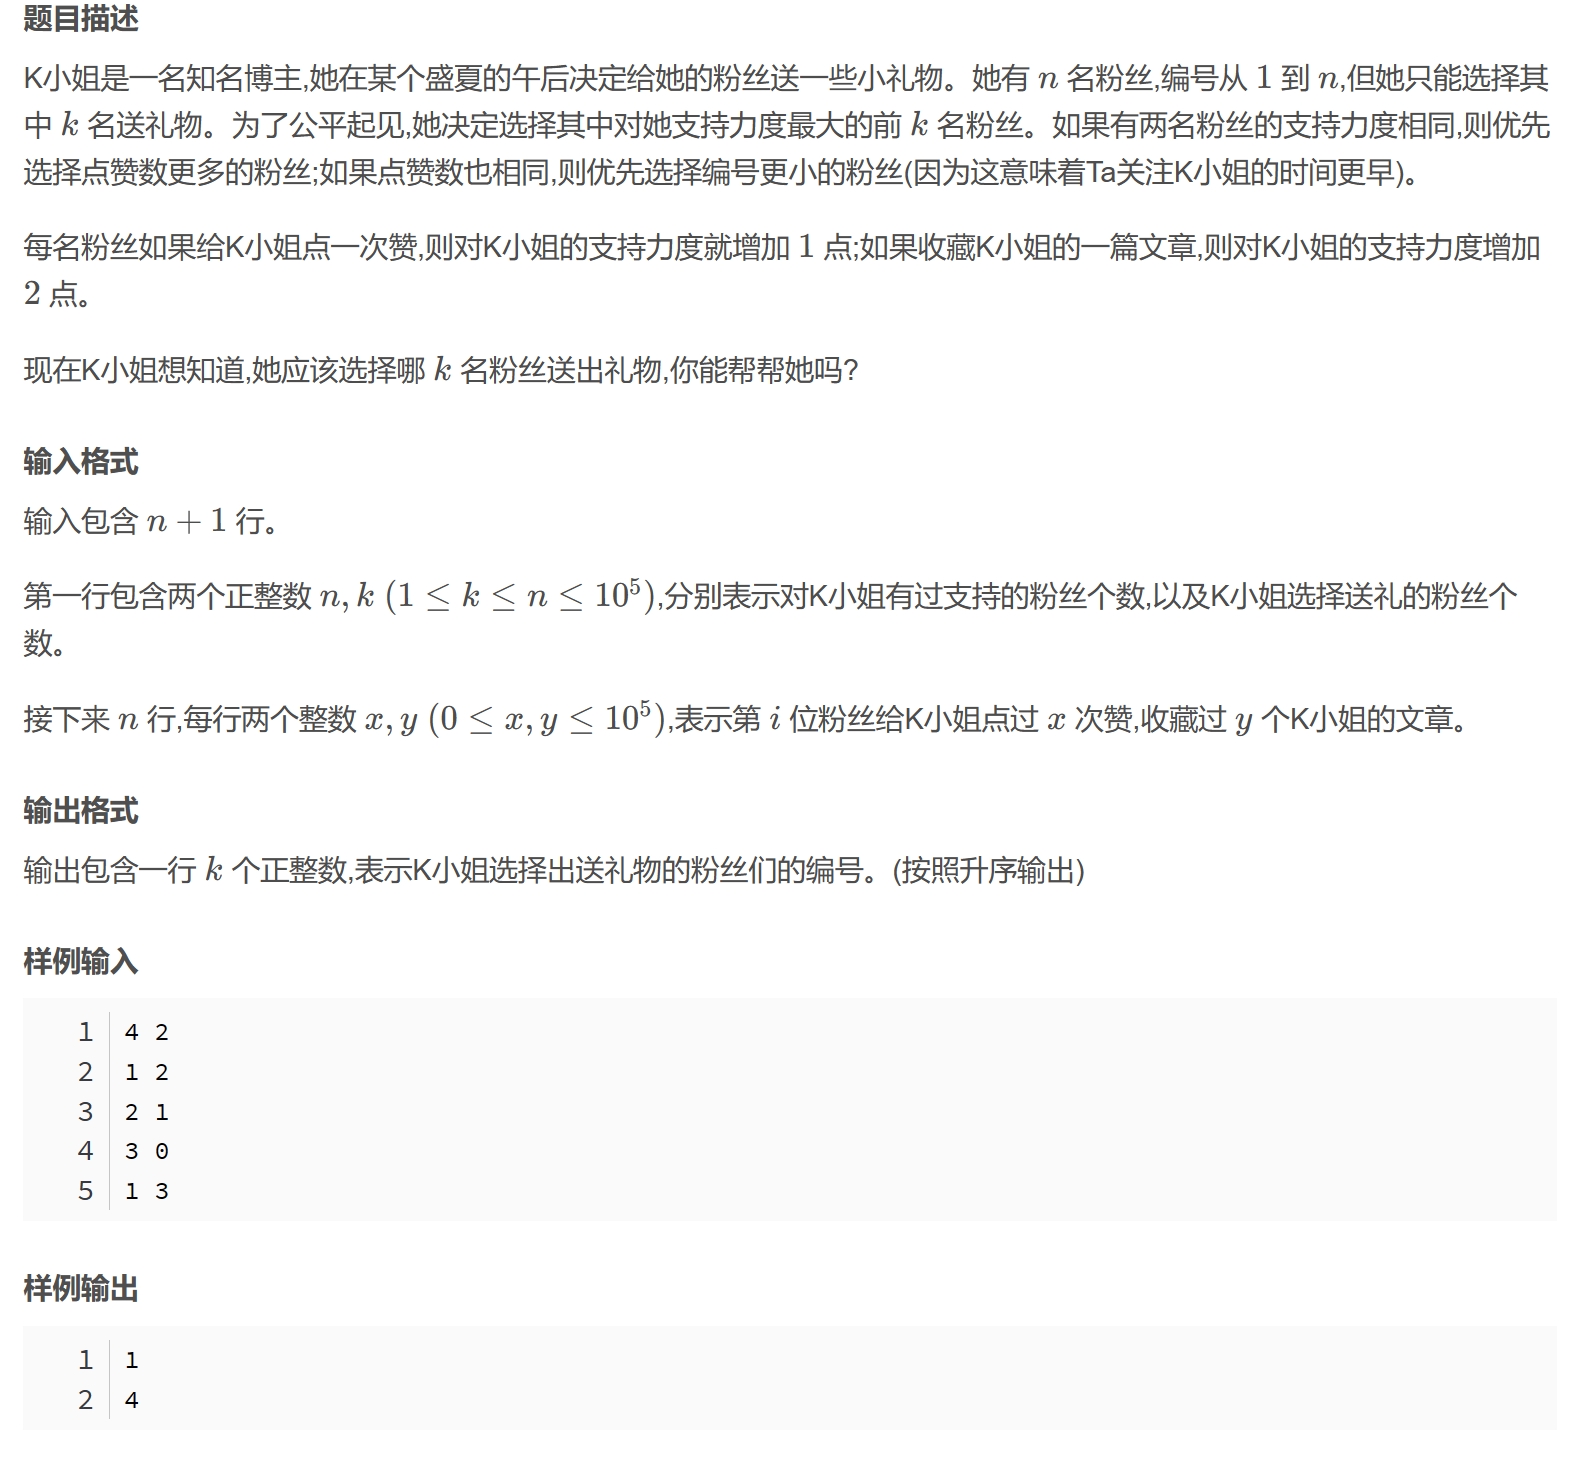 题目描述
K小姐是一名知名博主,她在某个盛夏的午后决定给她的粉丝送一些小礼物。她有 n 名粉丝,编号从 1 到 n,但她只能选择其
中 k 名送礼物。为了公平起见,她决定选择其中对她支持力度最大的前 k 名粉丝。如果有两名粉丝的支持力度相同,则优先
选择点赞数更多的粉丝;如果点赞数也相同,则优先选择编号更小的粉丝(因为这意味着Ta关注K小姐的时间更早)。
每名粉丝如果给K小姐点一次赞,则对K小姐的支持力度就增加 1 点;如果收藏K小姐的一篇文章,则对K小姐的支持力度增加
2 点。
现在K小姐想知道,她应该选择哪 k 名粉丝送出礼物,你能帮帮她吗?
输入格式
输入包含 n + 1 行。
第一行包含两个正整数 n, k (1 ≤ k ≤ n ≤ 10⁵),分别表示对K小姐有过支持的粉丝个数,以及K小姐选择送礼的粉丝个
数。
接下来 n 行,每行两个整数 x, y (0 ≤ x, y ≤ 10⁵),表示第 i 位粉丝给K小姐点过 x 次赞,收藏过 y 个K小姐的文章。
输出格式
输出包含一行 k 个正整数,表示K小姐选择出送礼物的粉丝们的编号。(按照升序输出)
样例输入
1 4 2
2 1 2
3 2 1
4 3 0
5 1 3
样例输出
1 1
2 4